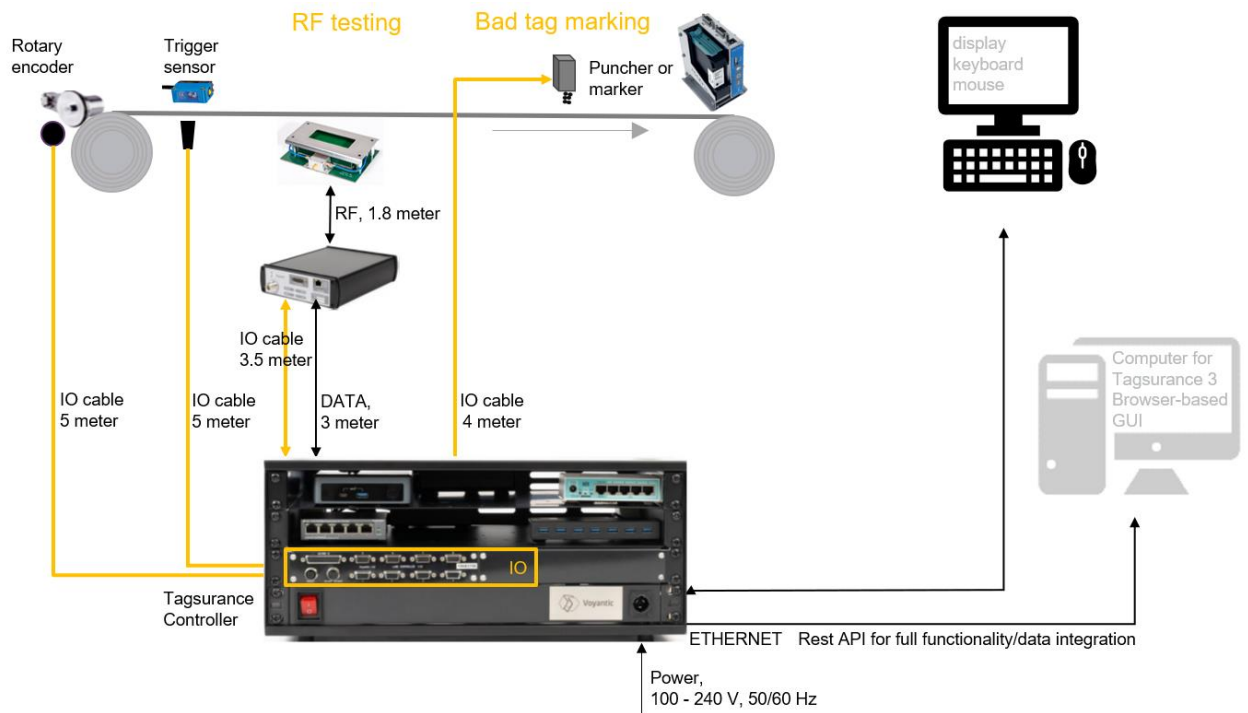 RF testing
Bad tag marking
Rotary
encoder
Trigger
sensor
Puncher or
marker
display
keyboard
mouse
RF, 1.8 meter
IO cable
3.5 meter
IO cable
5 meter
IO cable
5 meter
DATA,
3 meter
IO cable
4 meter
Computer for
Tagsurance 3
Browser-based
GUI
IO
Voyantic
Tagsurance
Controller
ETHERNET Rest API for full functionality/data integration
Power,
100 - 240 V, 50/60 Hz